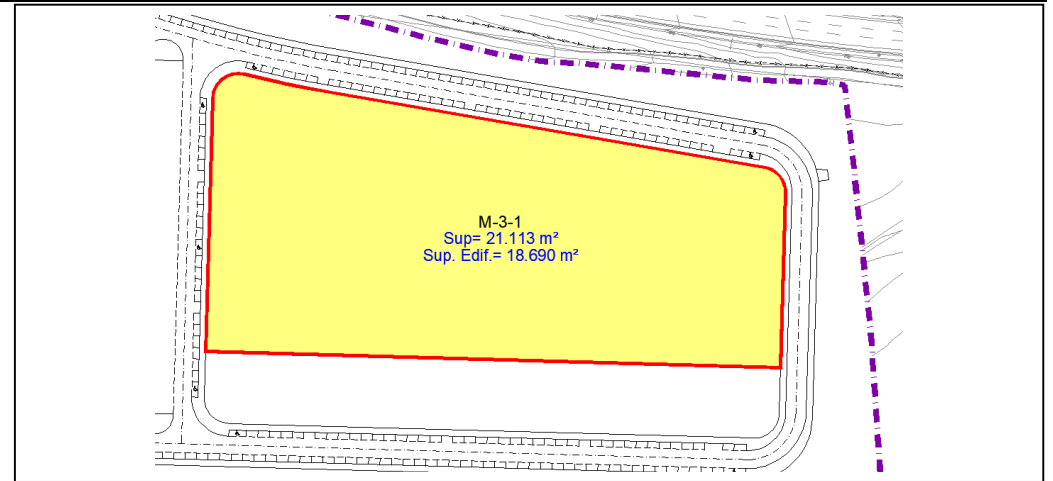 M-3-1
Sup= 21.113 m²
Sup. Edif.= 18.690 m²